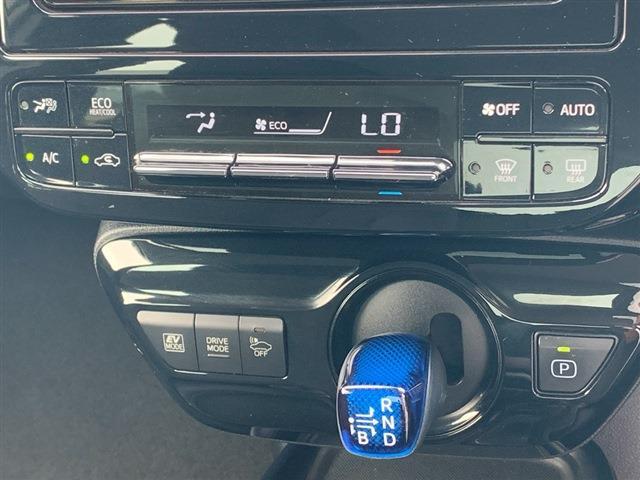 ECO
HEAT/COOL
A/C
ECO
LO
OFF
AUTO
FRONT
REAR
EV
MODE
DRIVE
MODE
OFF
P
R
N
B D